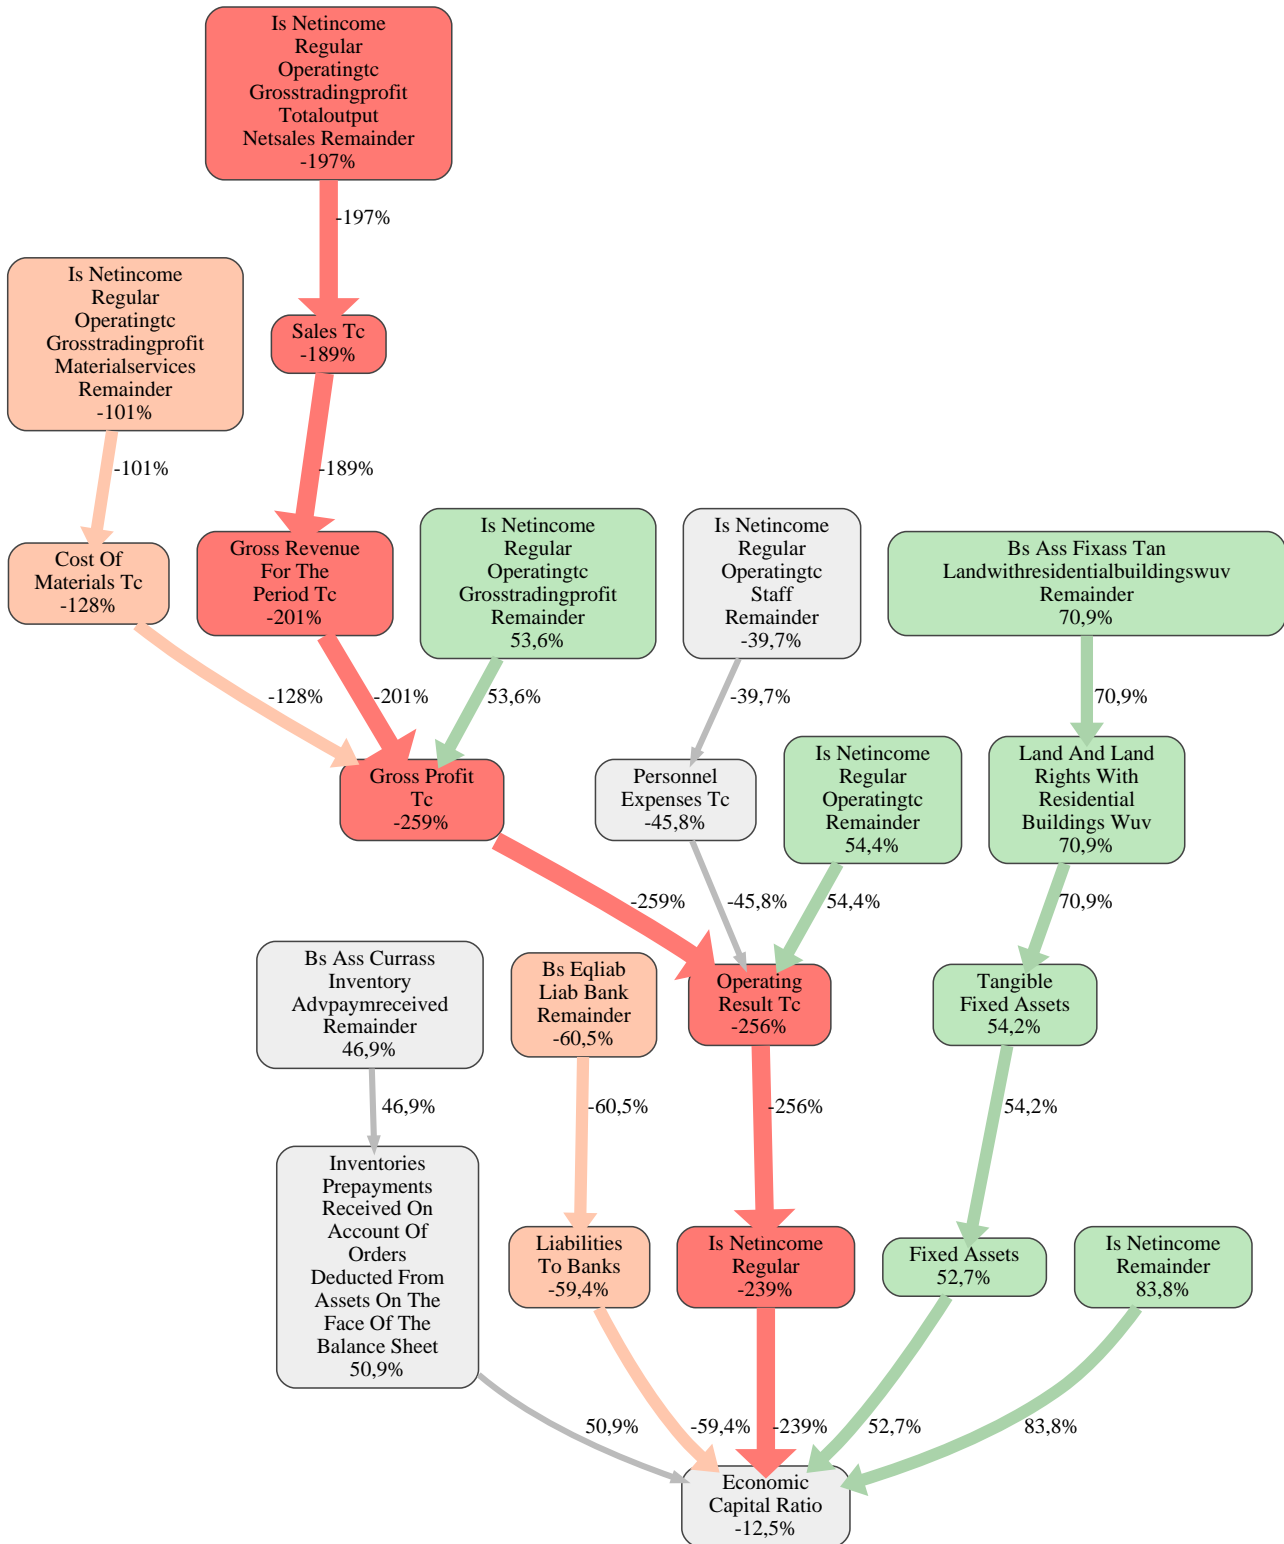 Is Netincome
Regular
Operatingtc
Grosstradingprofit
Totaloutput
Netsales Remainder
-197%
-197%
Is Netincome
Regular
Operatingtc
Grosstradingprofit
Materialservices
Remainder
-101%
Sales Tc
-189%
-101%
-189%
Cost Of
Materials Tc
-128%
Gross Revenue
For The
Period Tc
-201%
Is Netincome
Regular
Operatingtc
Grosstradingprofit
Remainder
53,6%
Is Netincome
Regular
Operatingtc
Staff
Remainder
-39,7%
Bs Ass Fixass Tan
Landwithresidentialbuildingswuv
Remainder
70,9%
-128%
-201%
53,6%
-39,7%
70,9%
Gross Profit
Tc
-259%
Personnel
Expenses Tc
-45,8%
Is Netincome
Regular
Operatingtc
Remainder
54,4%
Land And Land
Rights With
Residential
Buildings Wuv
70,9%
-259%
-45,8%
54,4%
70,9%
Bs Ass Currass
Inventory
Advpaymreceived
Remainder
46,9%
Bs Eqliab
Liab Bank
Remainder
-60,5%
Operating
Result Tc
-256%
Tangible
Fixed Assets
54,2%
46,9%
-60,5%
-256%
54,2%
Inventories
Prepayments
Received On
Account Of
Orders
Deducted From
Assets On The
Face Of The
Balance Sheet
50,9%
Liabilities
To Banks
-59,4%
Is Netincome
Regular
-239%
Fixed Assets
52,7%
Is Netincome
Remainder
83,8%
50,9%
-59,4%
-239%
52,7%
83,8%
Economic
Capital Ratio
-12,5%